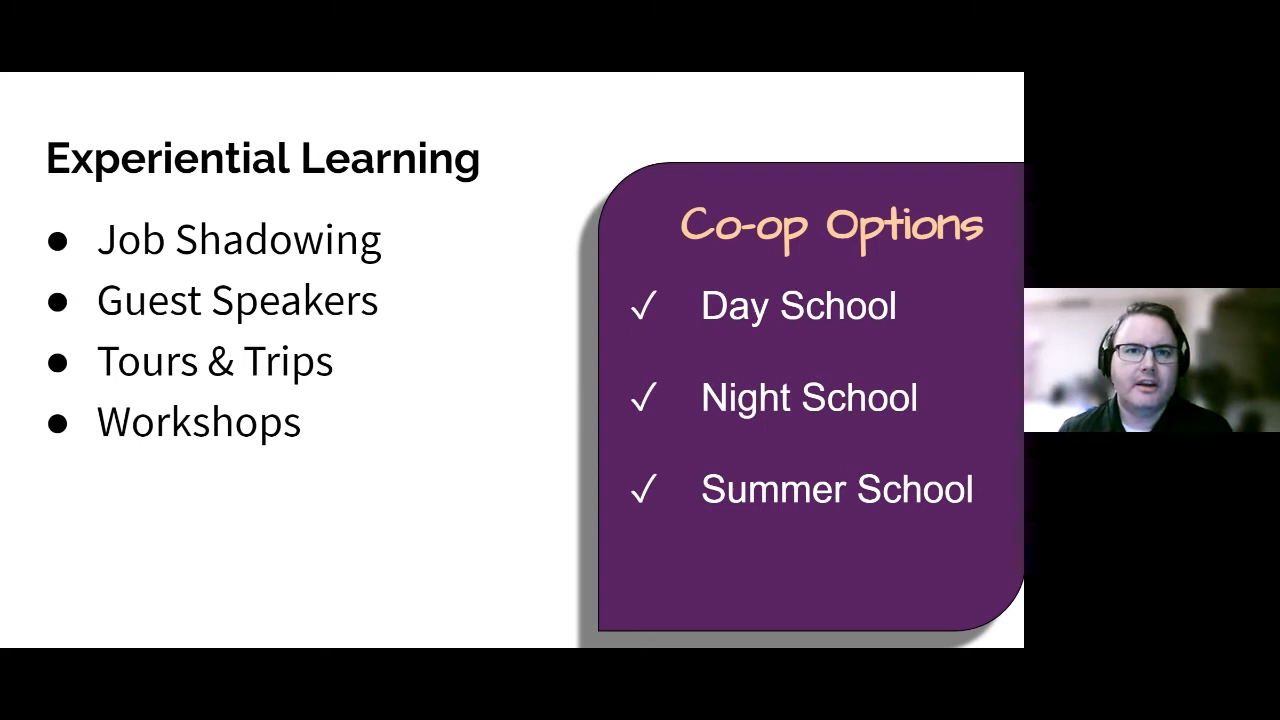 Experiential Learning
● Job Shadowing
● Guest Speakers
● Tours & Trips
● Workshops
Co-op Options
✓ Day School
✓ Night School
✓ Summer School